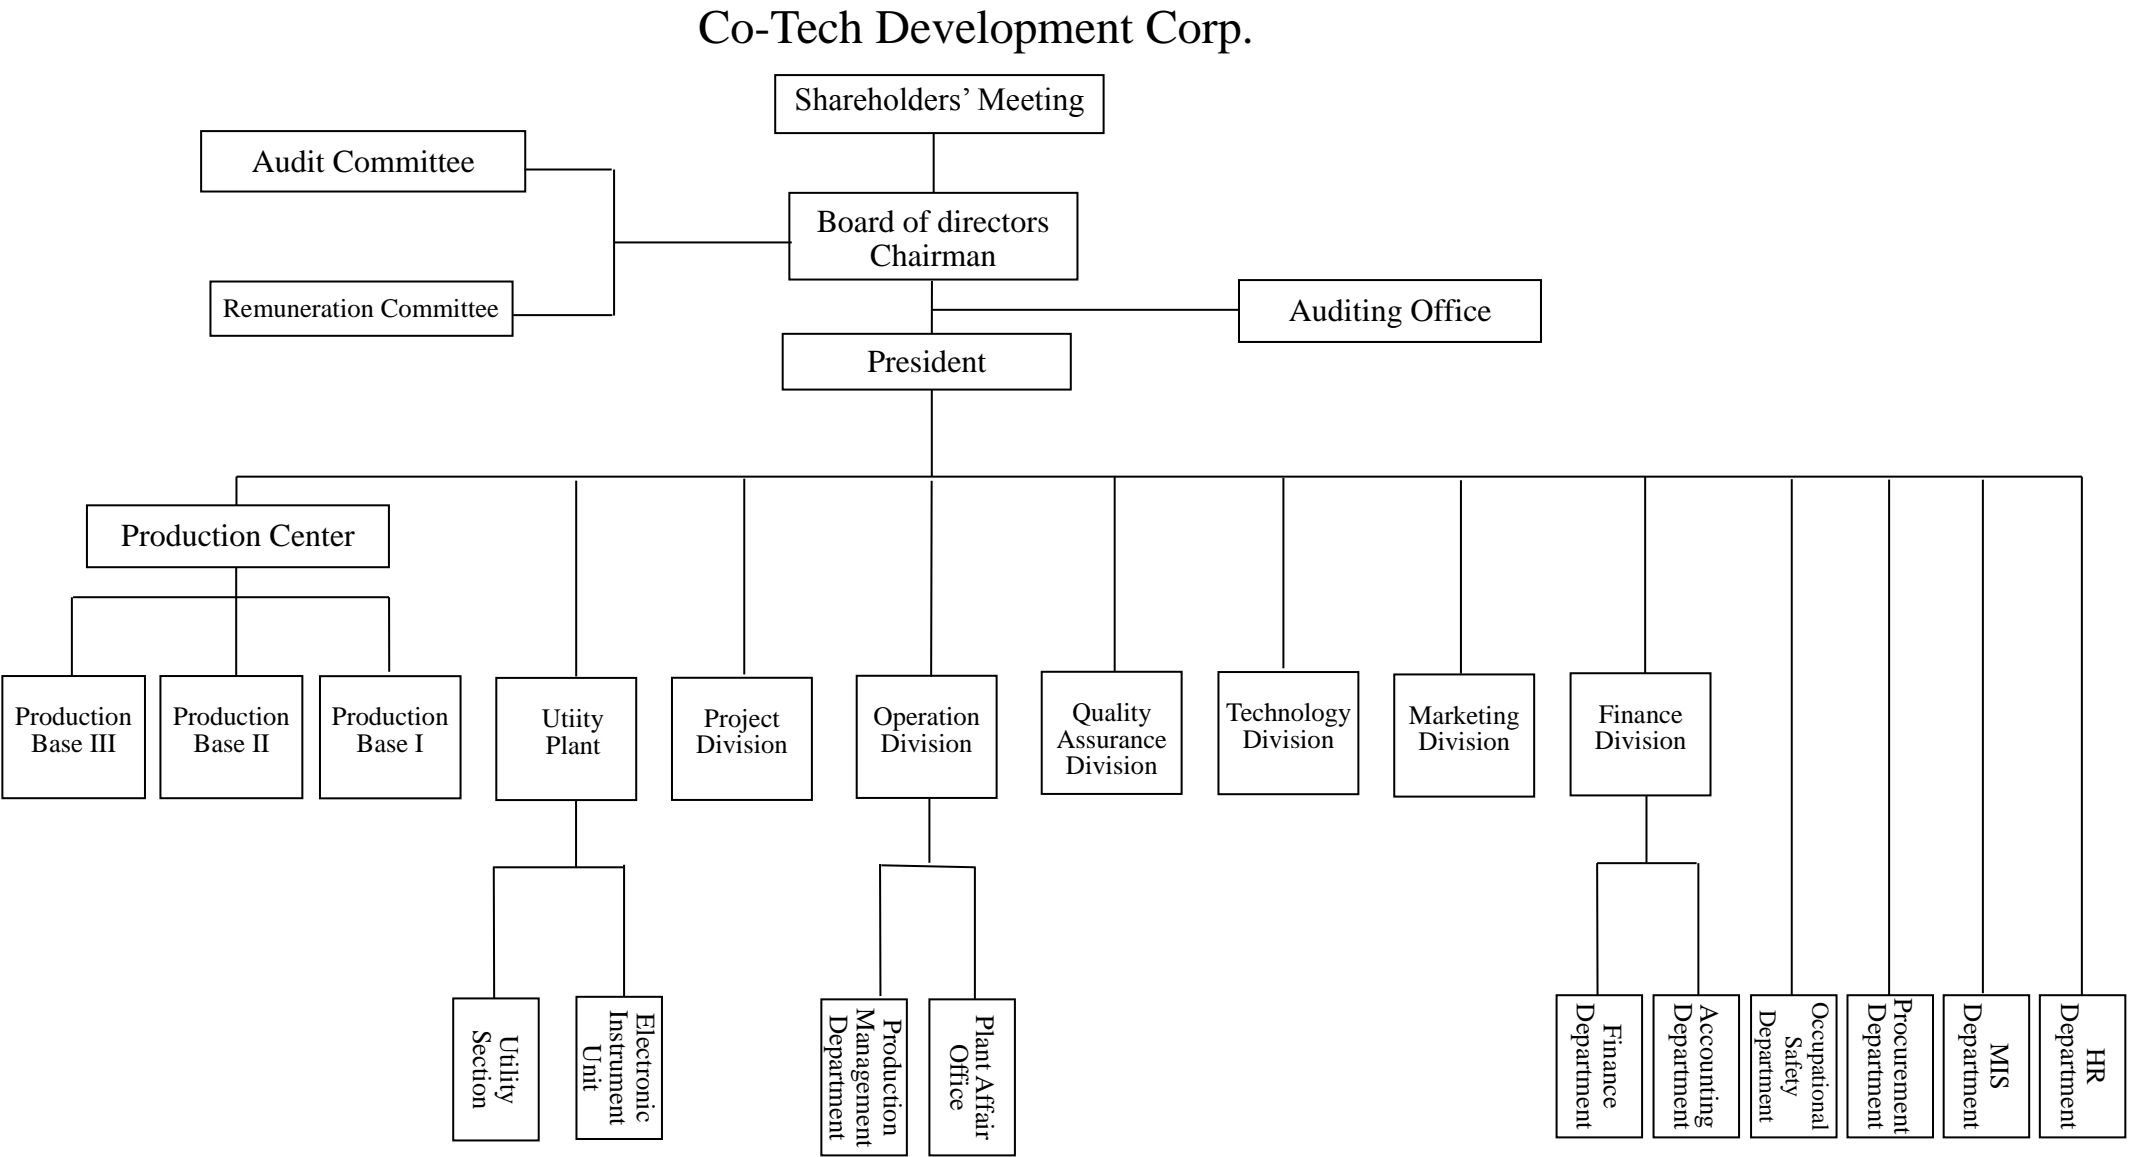 Co-Tech Development Corp.
Shareholders’ Meeting
Audit Committee
Board of directors
Chairman
Remuneration Committee
Auditing Office
President
Production Center
Production
Base III
Production
Base II
Production
Base I
Utiity
Plant
Project
Division
Operation
Division
Quality
Assurance
Division
Technology
Division
Marketing
Division
Finance
Division
Utility
Section
Electronic
Instrument
Unit
Production
Management
Department
Plant Affair
Office
Finance
Department
Accounting
Department
Occupational
Safety
Department
Procurement
Department
MIS
Department
HR
Department